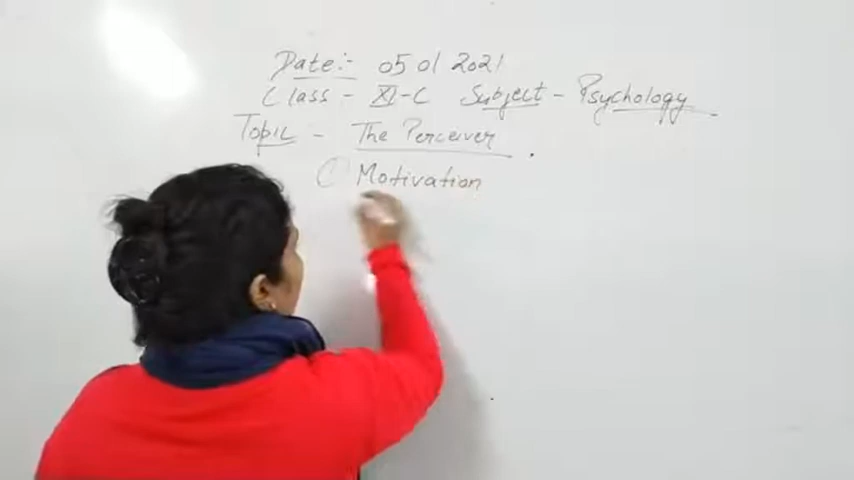 Date:- 05 01 2021
Class - XI-C Subject - Psychology
Topic - The Perceiver
Motivation